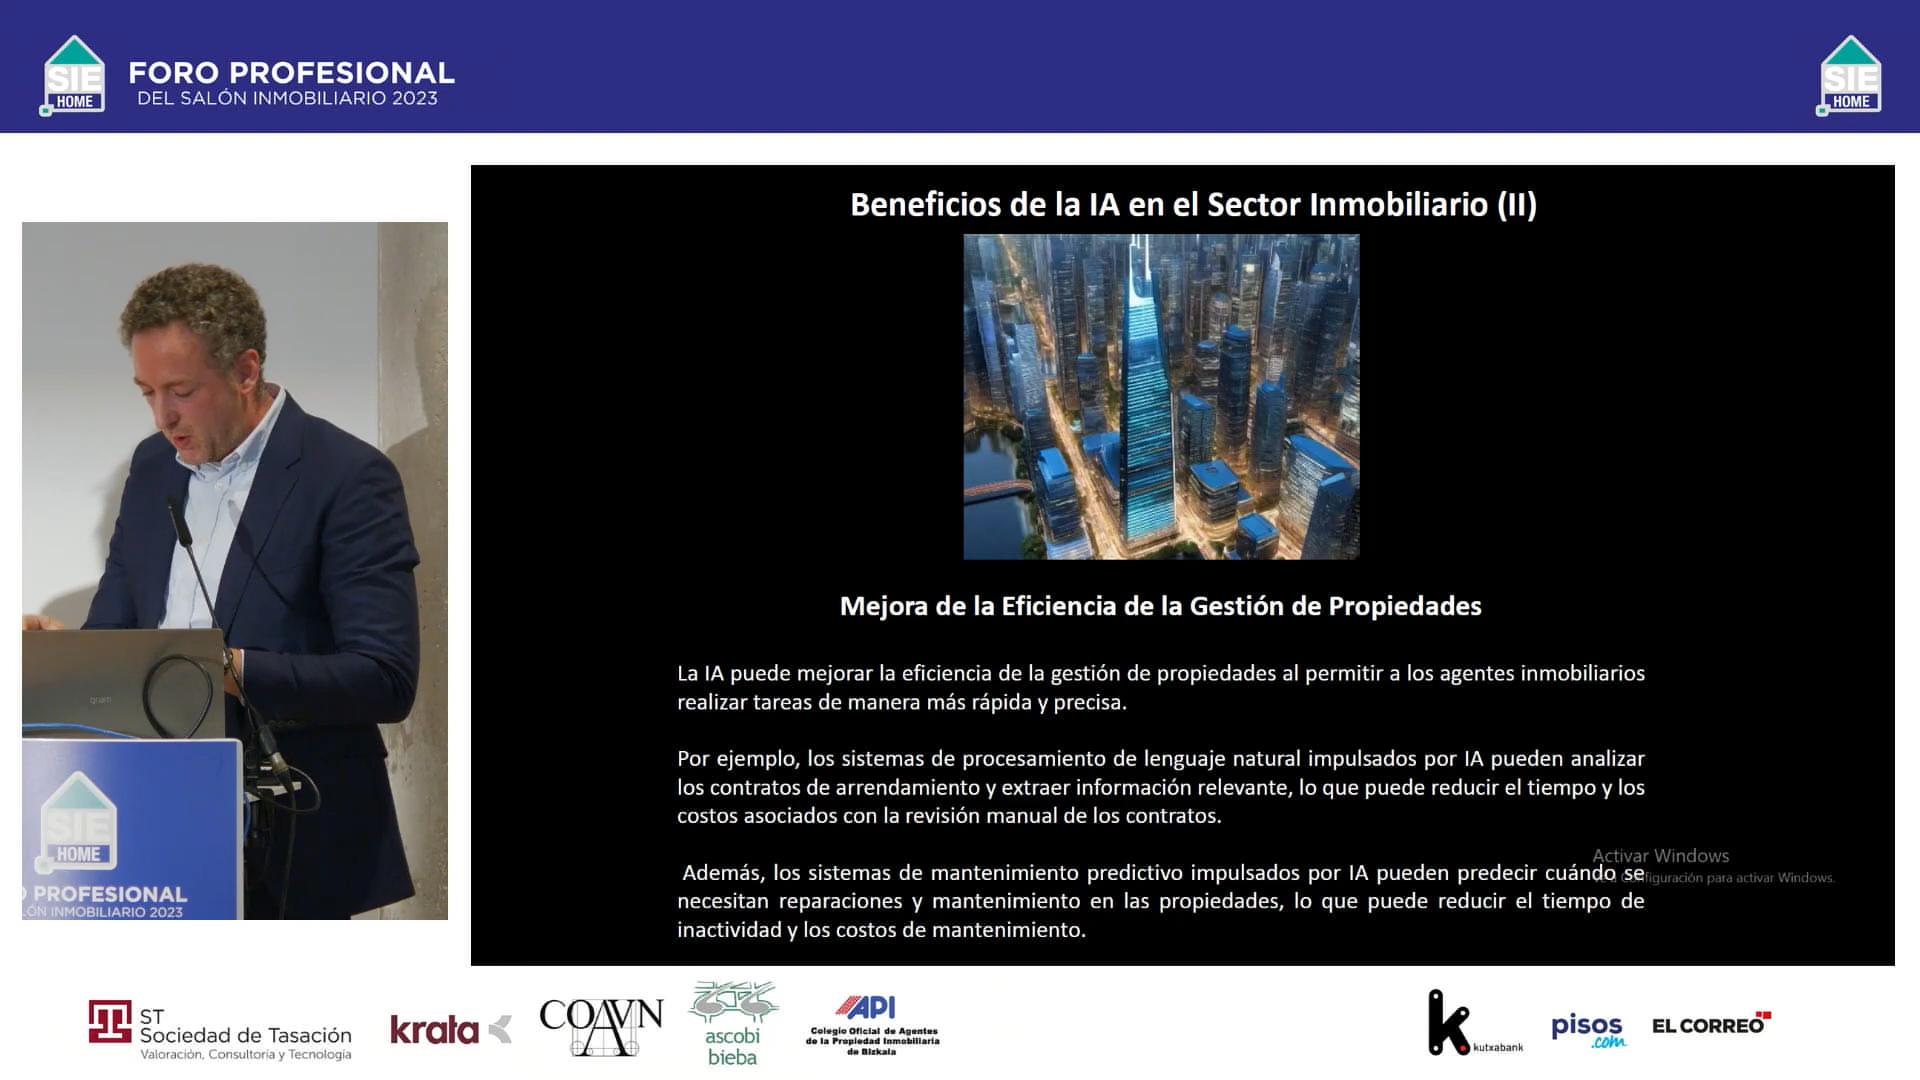 SIE
HOME
FORO PROFESIONAL
DEL SALÓN INMOBILIARIO 2023
SIE
HOME
Beneficios de la IA en el Sector Inmobiliario (II)
Mejora de la Eficiencia de la Gestión de Propiedades
La IA puede mejorar la eficiencia de la gestión de propiedades al permitir a los agentes inmobiliarios
realizar tareas de manera más rápida y precisa.
Por ejemplo, los sistemas de procesamiento de lenguaje natural impulsados por IA pueden analizar
los contratos de arrendamiento y extraer información relevante, lo que puede reducir el tiempo y los
costos asociados con la revisión manual de los contratos.
Además, los sistemas de mantenimiento predictivo impulsados por IA pueden predecir cuándo se
necesitan reparaciones y mantenimiento en las propiedades, lo que puede reducir el tiempo de
inactividad y los costos de mantenimiento.
Activar Windows
Configuración para activar Windows.
gram
SIE
HOME
PROFESIONAL
LÓN INMOBILIARIO 2023
ST
Sociedad de Tasación
Valoración, Consultoría y Tecnología
krata
COAVN
ascobi
bieba
API
Colegio Oficial de Agentes
de la Propiedad Inmobiliaria
de Bizkaia
k
kutxabank
pisos
.com
EL CORREO